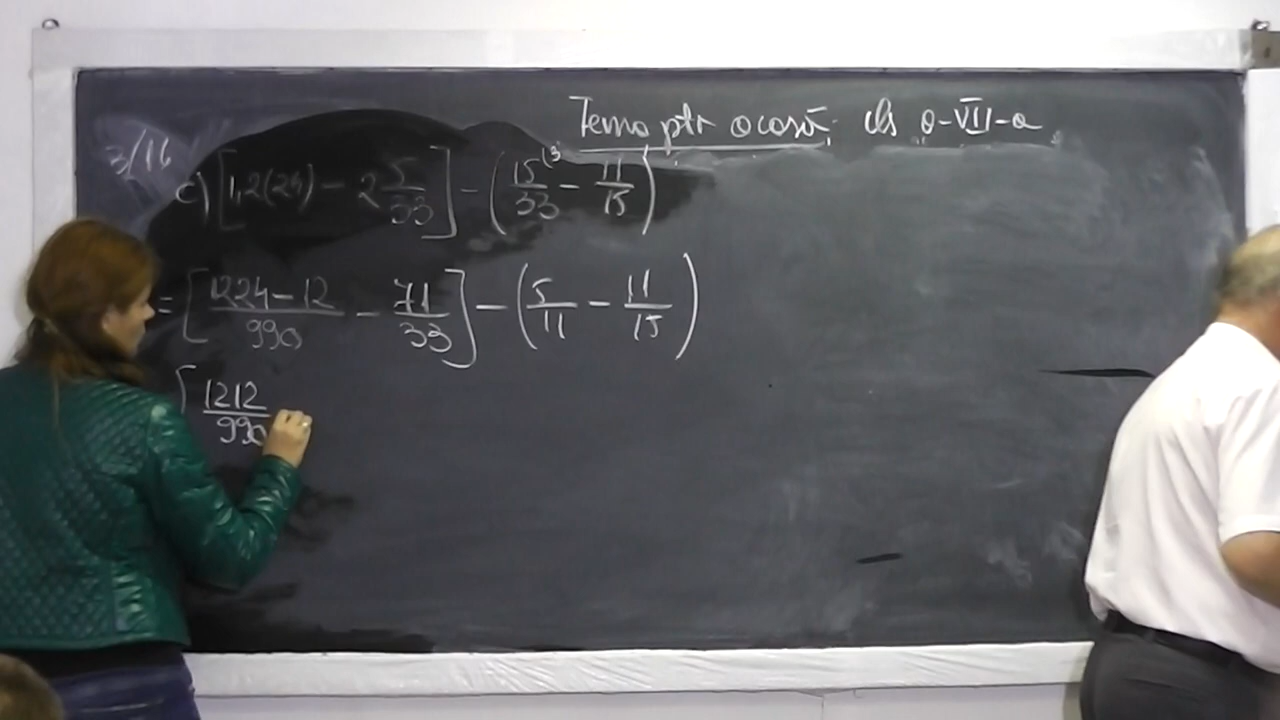 Tema ptr acasă cls a-VII-a
3/16
c) [1,2(24) - 2 5/33] - (15/33 (3 - 11/15)
= [1224-12/990 - 71/33] - (5/11 - 11/15)
[1212/990